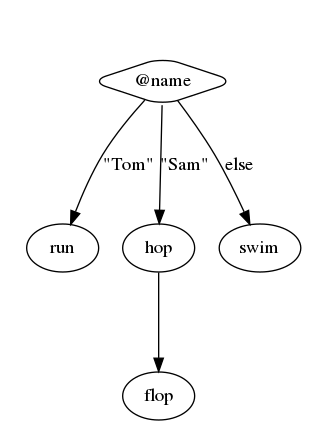 @name
"Tom"
"Sam"
else
run
hop
swim
flop